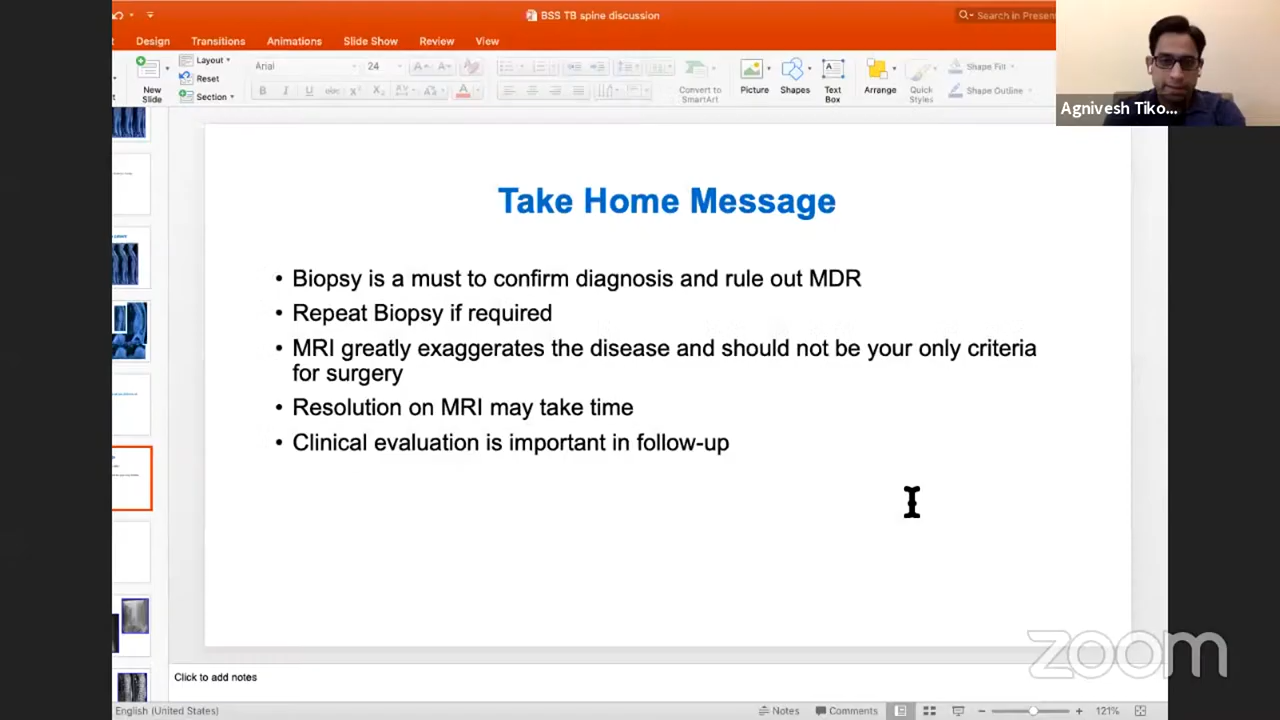 BSS TB spine discussion
Search in Presen
Design Transitions Animations Slide Show Review View
Layout
Reset
Section
New Slide
Arial 24
B I U abc X
Convert to SmartArt
Picture Shapes Text Box Arrange Quick Styles
Shape Fill
Shape Outline
Agnivesh Tiko...
Take Home Message
• Biopsy is a must to confirm diagnosis and rule out MDR
• Repeat Biopsy if required
• MRI greatly exaggerates the disease and should not be your only criteria
for surgery
• Resolution on MRI may take time
• Clinical evaluation is important in follow-up
zoom
Click to add notes
English (United States) Notes Comments 121%